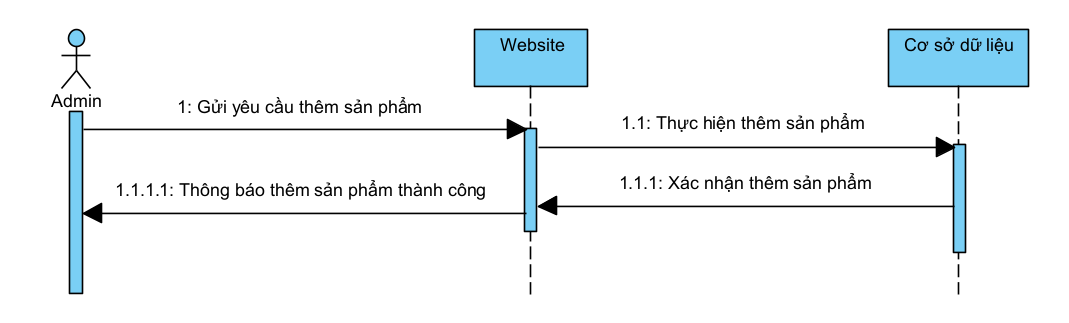 Website
Cơ sở dữ liệu
Admin
1: Gửi yêu cầu thêm sản phẩm
1.1: Thực hiện thêm sản phẩm
1.1.1.1: Thông báo thêm sản phẩm thành công
1.1.1: Xác nhận thêm sản phẩm